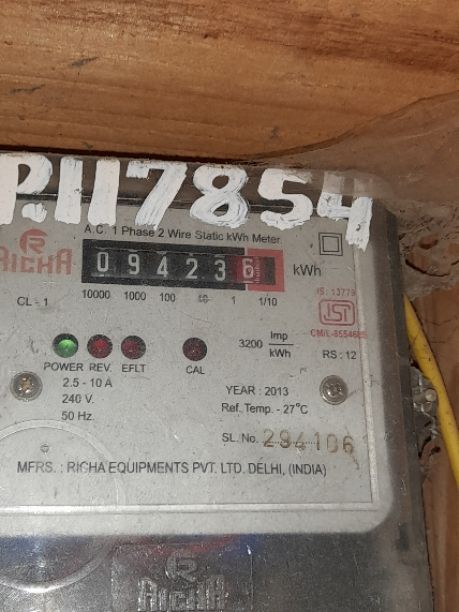 P.117854
A.C. 1 Phase 2 Wire Static kWh Meter
RICHA
094236 kWh
CL - 1
10000 1000 100 10 1 1/10
IS : 13779
ISI
3200 Imp/kWh
RS : 12
POWER REV. EFLT CAL
2.5 - 10 A
240 V.
50 Hz.
YEAR : 2013
Ref. Temp. - 27°C
SL. No. 294106
MFRS. : RICHA EQUIPMENTS PVT. LTD. DELHI, (INDIA)
RICHA